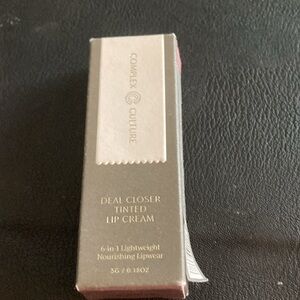 COMPLEX C CULTURE
DEAL CLOSER
TINTED
LIP CREAM
6-in-1 Lightweight
Nourishing Lipwear
5G / 0.18OZ